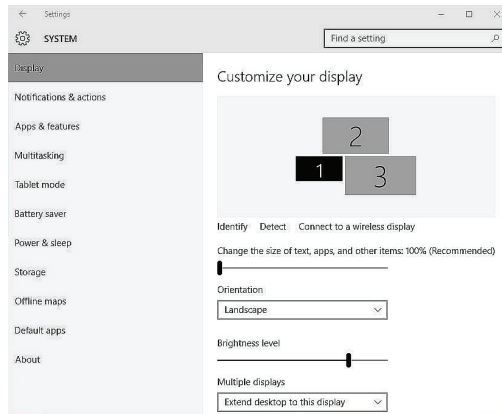 Settings
SYSTEM
Find a setting
Display
Notifications & actions
Apps & features
Multitasking
Tablet mode
Battery saver
Power & sleep
Storage
Offline maps
Default apps
About
Customize your display
2
1
3
Identify Detect Connect to a wireless display
Change the size of text, apps, and other items: 100% (Recommended)
Orientation
Landscape
Brightness level
Multiple displays
Extend desktop to this display